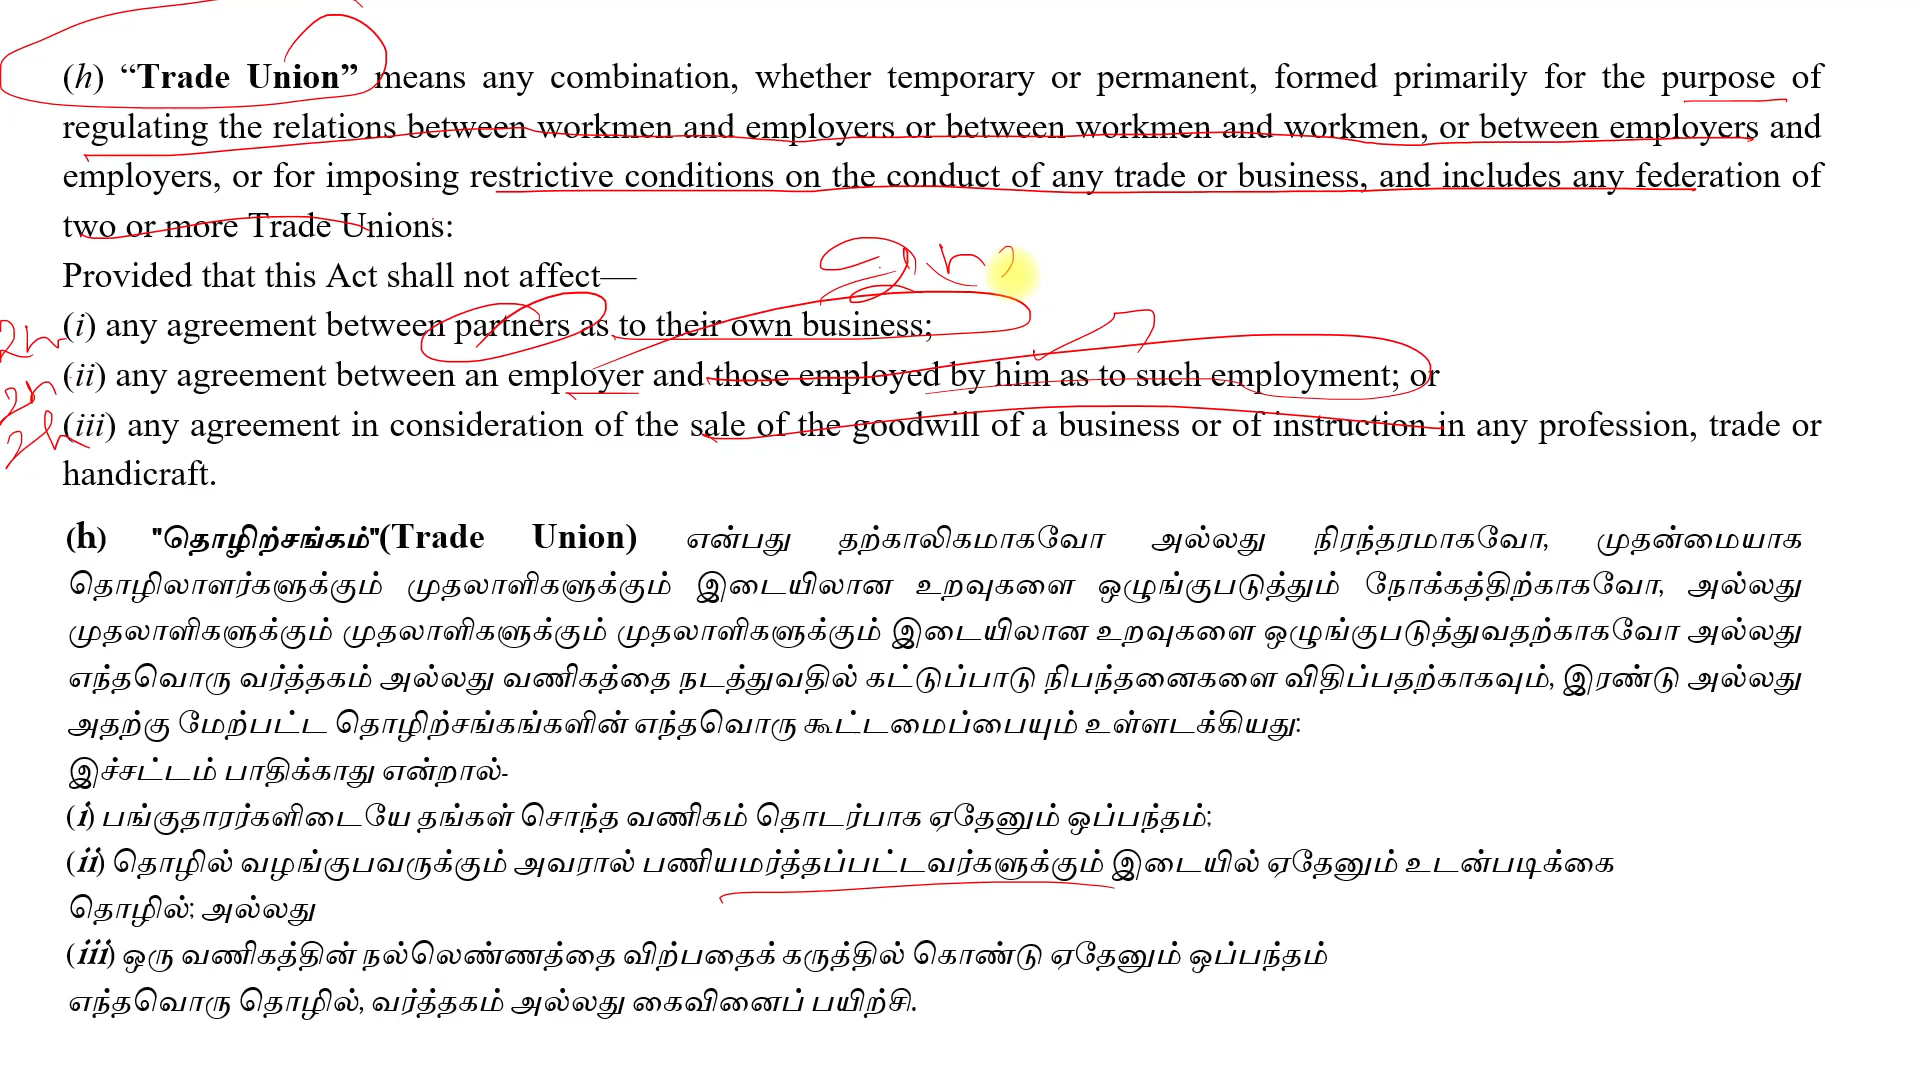 (h) “Trade Union” means any combination, whether temporary or permanent, formed primarily for the purpose of
regulating the relations between workmen and employers or between workmen and workmen, or between employers and
employers, or for imposing restrictive conditions on the conduct of any trade or business, and includes any federation of
two or more Trade Unions:
Provided that this Act shall not affect—
(i) any agreement between partners as to their own business;
(ii) any agreement between an employer and those employed by him as to such employment; or
(iii) any agreement in consideration of the sale of the goodwill of a business or of instruction in any profession, trade or
handicraft.
(h) "தொழிற்சங்கம்"(Trade Union) என்பது தற்காலிகமாகவோ அல்லது நிரந்தரமாகவோ, முதன்மையாக
தொழிலாளர்களுக்கும் முதலாளிகளுக்கும் இடையிலான உறவுகளை ஒழுங்குபடுத்தும் நோக்கத்திற்காகவோ, அல்லது
முதலாளிகளுக்கும் முதலாளிகளுக்கும் முதலாளிகளுக்கும் இடையிலான உறவுகளை ஒழுங்குபடுத்துவதற்காகவோ அல்லது
எந்தவொரு வர்த்தகம் அல்லது வணிகத்தை நடத்துவதில் கட்டுப்பாடு நிபந்தனைகளை விதிப்பதற்காகவும், இரண்டு அல்லது
அதற்கு மேற்பட்ட தொழிற்சங்கங்களின் எந்தவொரு கூட்டமைப்பையும் உள்ளடக்கியது:
இச்சட்டம் பாதிக்காது என்றால்-
(i) பங்குதாரர்களிடையே தங்கள் சொந்த வணிகம் தொடர்பாக ஏதேனும் ஒப்பந்தம்;
(ii) தொழில் வழங்குபவருக்கும் அவரால் பணியமர்த்தப்பட்டவர்களுக்கும் இடையில் ஏதேனும் உடன்படிக்கை
தொழில்; அல்லது
(iii) ஒரு வணிகத்தின் நல்லெண்ணத்தை விற்பதைக் கருத்தில் கொண்டு ஏதேனும் ஒப்பந்தம்
எந்தவொரு தொழில், வர்த்தகம் அல்லது கைவினைப் பயிற்சி.